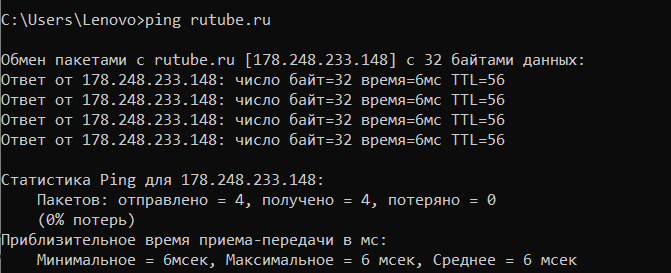 C:\Users\Lenovo>ping rutube.ru
Обмен пакетами с rutube.ru [178.248.233.148] с 32 байтами данных:
Ответ от 178.248.233.148: число байт=32 время=6мс TTL=56
Ответ от 178.248.233.148: число байт=32 время=6мс TTL=56
Ответ от 178.248.233.148: число байт=32 время=6мс TTL=56
Ответ от 178.248.233.148: число байт=32 время=6мс TTL=56
Статистика Ping для 178.248.233.148:
Пакетов: отправлено = 4, получено = 4, потеряно = 0
(0% потерь)
Приблизительное время приема-передачи в мс:
Минимальное = 6мсек, Максимальное = 6 мсек, Среднее = 6 мсек